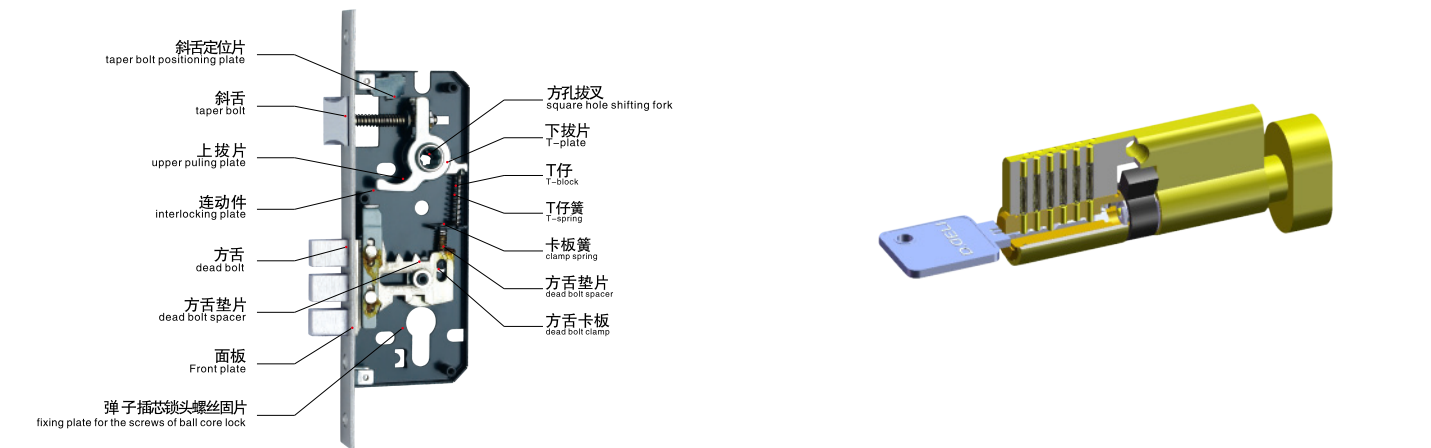 斜舌定位片
taper bolt positioning plate
斜舌
taper bolt
上拔片
upper puling plate
连动件
interlocking plate
方舌
dead bolt
方舌垫片
dead bolt spacer
面板
Front plate
弹子插芯锁头螺丝固片
fixing plate for the screws of ball core lock
方孔拔叉
square hole shifting fork
下拔片
T-plate
T仔
T-block
T仔簧
T-spring
卡板簧
clamp spring
方舌垫片
dead bolt spacer
方舌卡板
dead bolt clamp